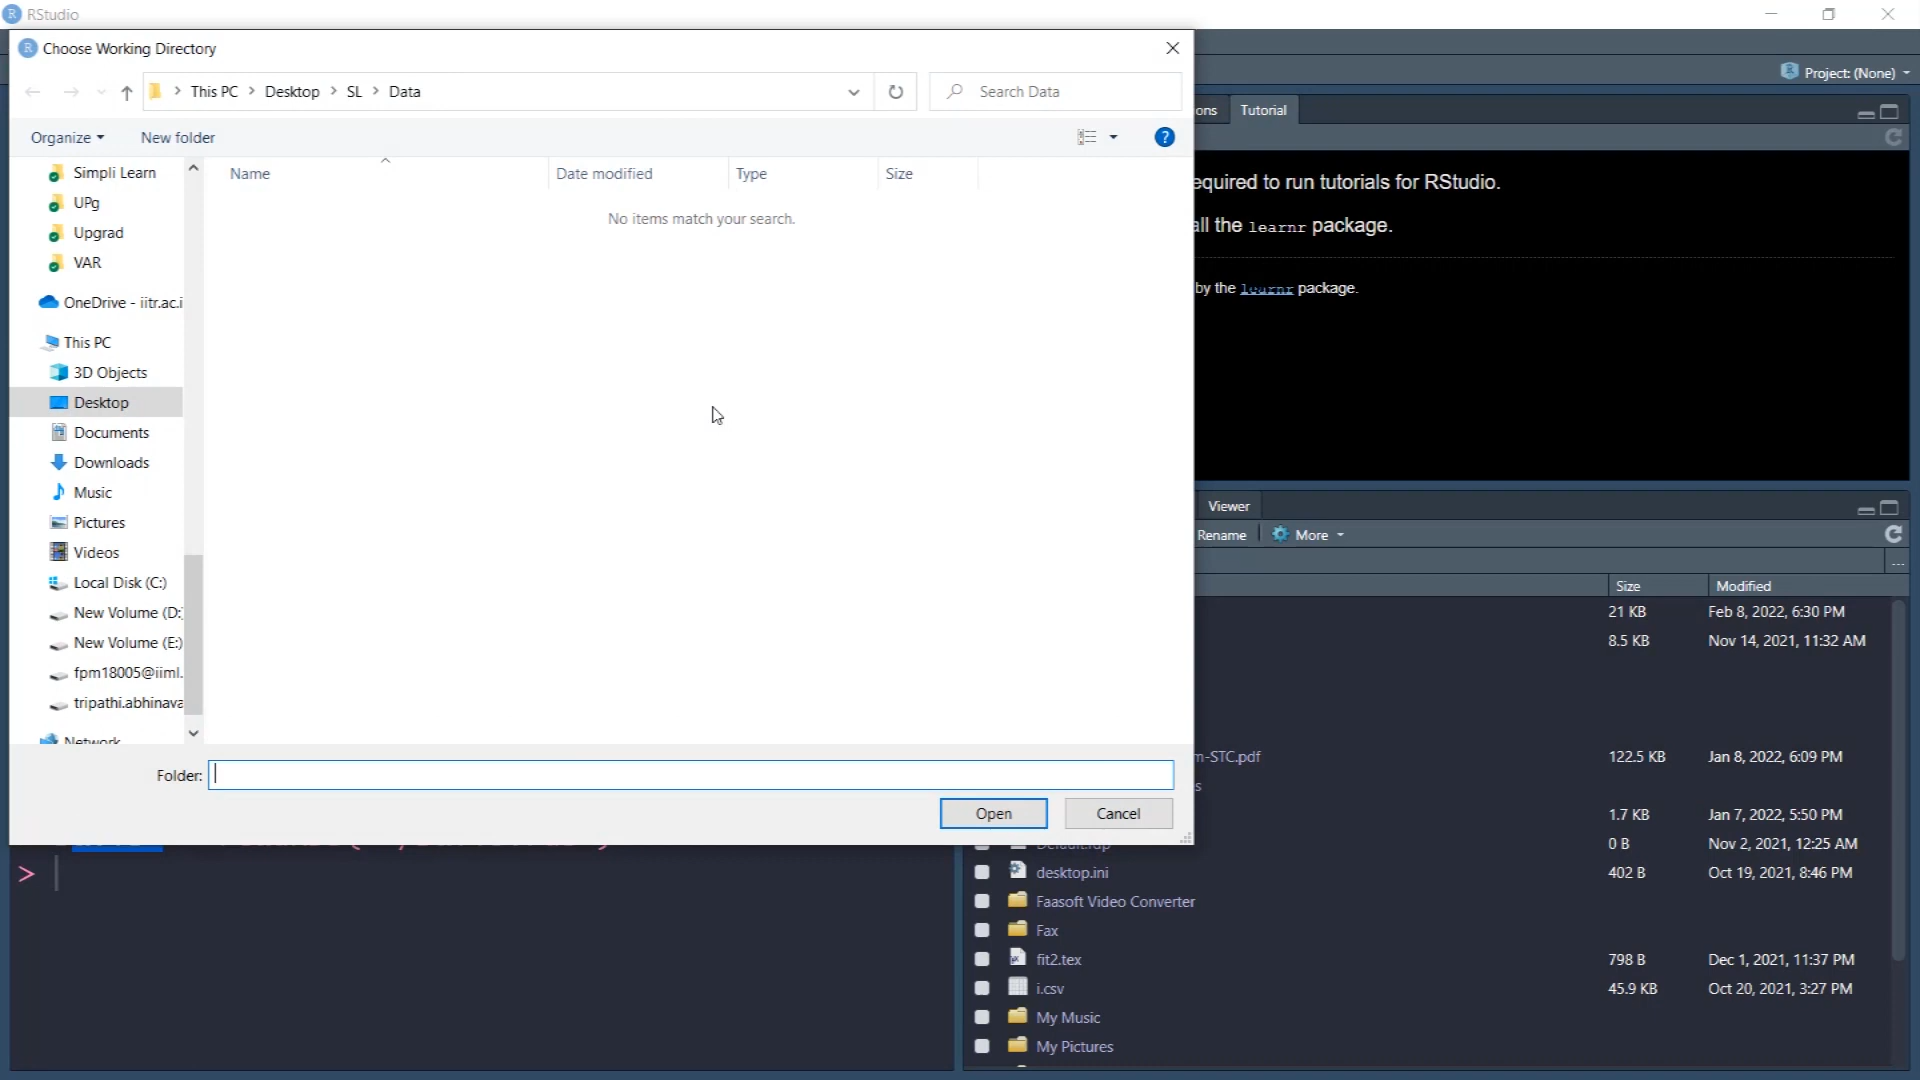 RStudio
Choose Working Directory
This PC > Desktop > SL > Data
Search Data
Project: (None)
Organize
New folder
ons
Tutorial
Name
Date modified
Type
Size
No items match your search.
Simpli Learn
UPg
Upgrad
VAR
OneDrive - iitr.ac.i
This PC
3D Objects
Desktop
Documents
Downloads
Music
Pictures
Videos
Local Disk (C:)
New Volume (D:
New Volume (E:)
fpm18005@iiml.
tripathi.abhinava
Network
Folder:
Open
Cancel
equired to run tutorials for RStudio.
all the learnr package.
by the learnr package.
Viewer
Rename
More
Size
Modified
21 KB Feb 8, 2022, 6:30 PM
8.5 KB Nov 14, 2021, 11:32 AM
m-STC.pdf 122.5 KB Jan 8, 2022, 6:09 PM
s
1.7 KB Jan 7, 2022, 5:50 PM
Default.rdp 0 B Nov 2, 2021, 12:25 AM
desktop.ini 402 B Oct 19, 2021, 8:46 PM
Faasoft Video Converter
Fax
fit2.tex 798 B Dec 1, 2021, 11:37 PM
i.csv 45.9 KB Oct 20, 2021, 3:27 PM
My Music
My Pictures
>